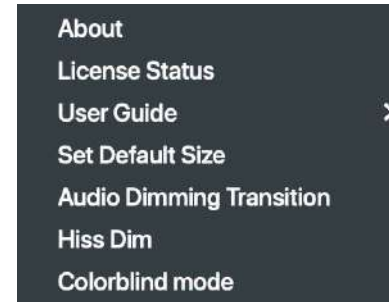 About
License Status
User Guide
Set Default Size
Audio Dimming Transition
Hiss Dim
Colorblind mode